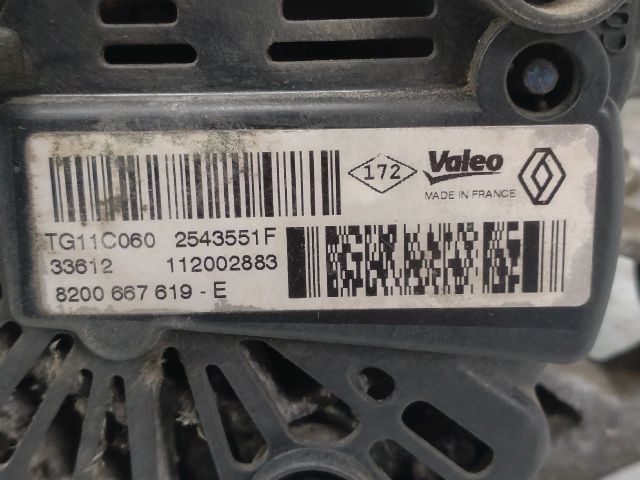 172 Valeo
MADE IN FRANCE
TG11C060 2543551F
33612 112002883
8200 667 619 - E